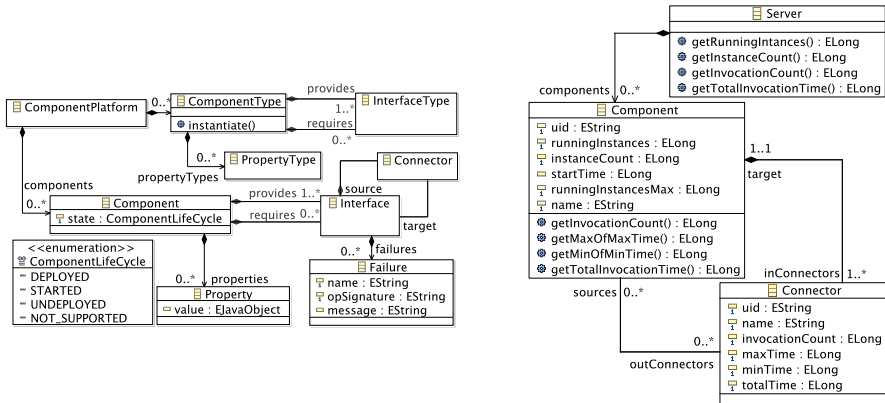 ComponentPlatform
0..*
ComponentType
instantiate()
provides
1..*
requires
0..*
InterfaceType
0..*
propertyTypes
PropertyType
Connector
source
target
components
0..*
Component
state : ComponentLifeCycle
provides 1..*
requires 0..*
Interface
<<enumeration>>
ComponentLifeCycle
DEPLOYED
STARTED
UNDEPLOYED
NOT_SUPPORTED
0..*
properties
Property
value : EJavaObject
0..*
failures
Failure
name : EString
opSignature : EString
message : EString
Server
getRunningIntances() : ELong
getInstanceCount() : ELong
getInvocationCount() : ELong
getTotalInvocationTime() : ELong
components
0..*
Component
uid : EString
runningInstances : ELong
instanceCount : ELong
startTime : ELong
runningInstancesMax : ELong
name : EString
getInvocationCount() : ELong
getMaxOfMaxTime() : ELong
getMinOfMinTime() : ELong
getTotalInvocationTime() : ELong
1..1
target
inConnectors
1..*
sources
0..*
0..*
outConnectors
Connector
uid : EString
name : EString
invocationCount : ELong
maxTime : ELong
minTime : ELong
totalTime : ELong